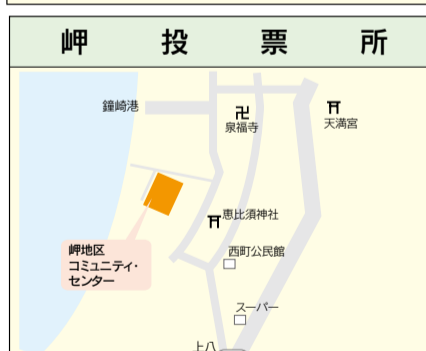 岬投票所
鐘崎港
泉福寺
天満宮
恵比須神社
西町公民館
岬地区
コミュニティ・
センター
スーパー
上八